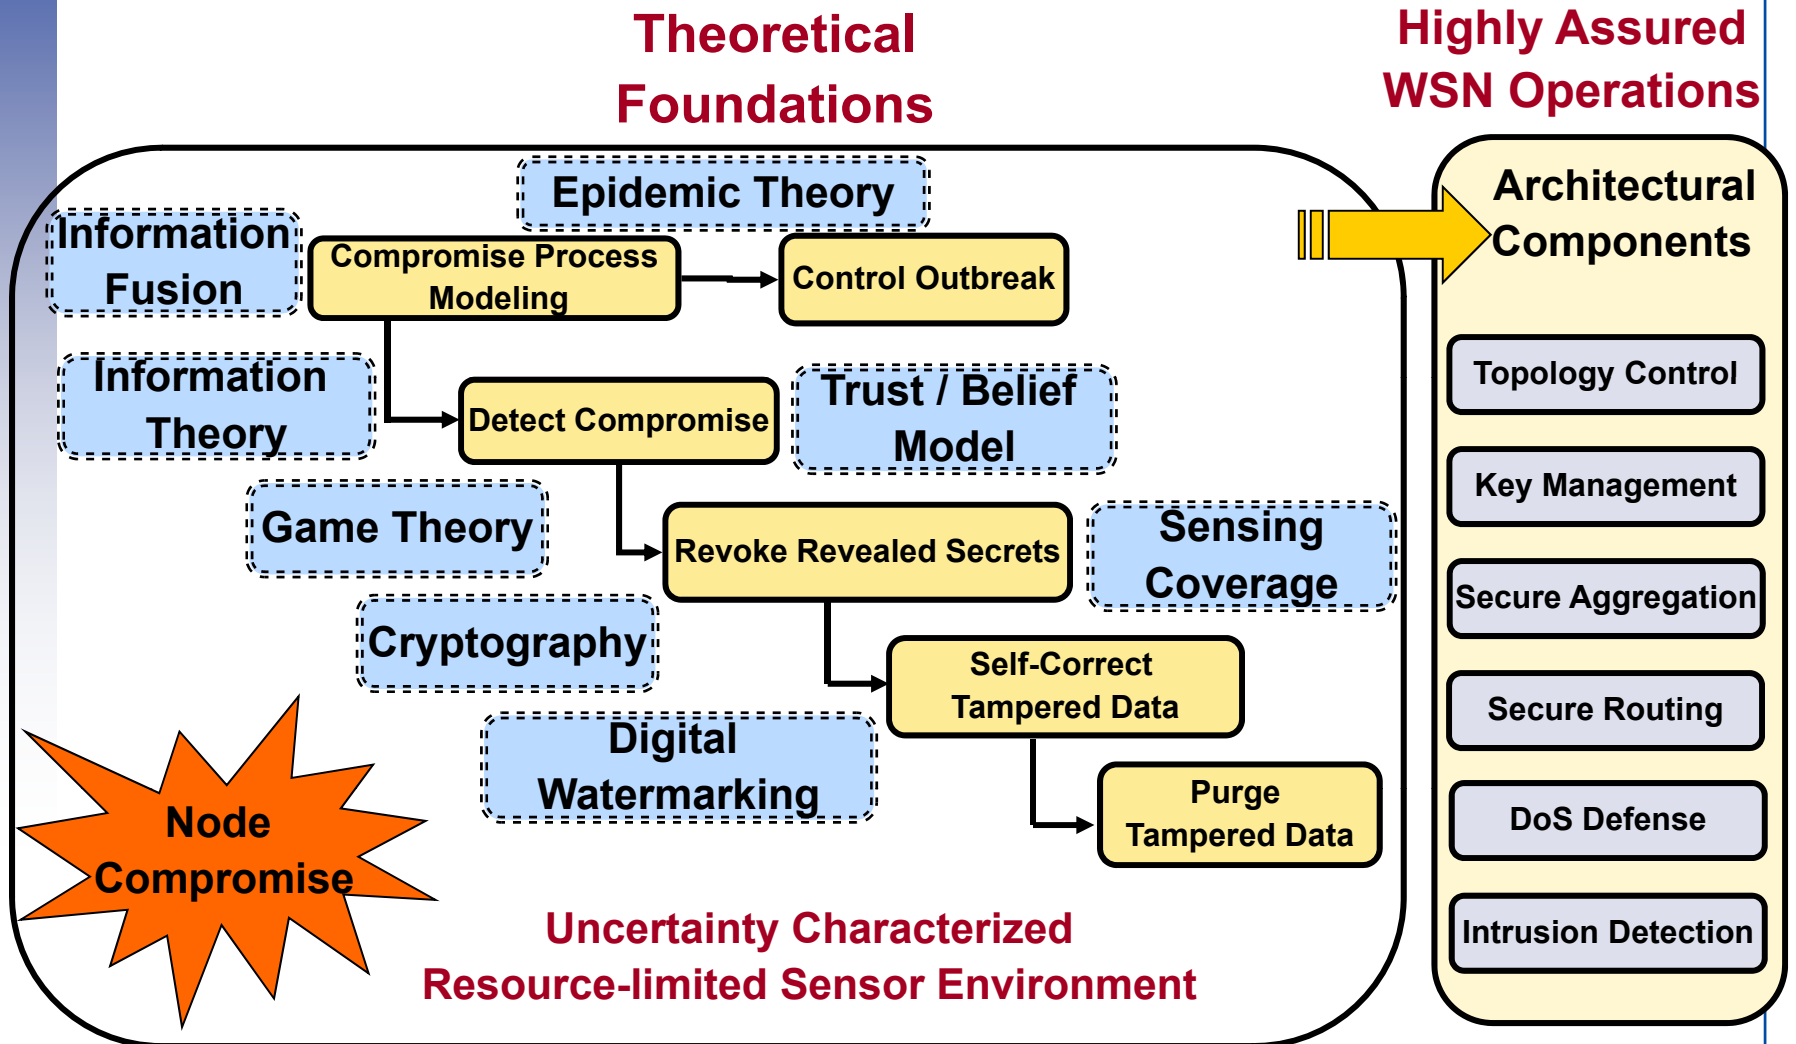 Theoretical
Foundations
Highly Assured
WSN Operations
Epidemic Theory
Information
Fusion
Compromise Process
Modeling
Control Outbreak
Information
Theory
Detect Compromise
Trust / Belief
Model
Game Theory
Revoke Revealed Secrets
Sensing
Coverage
Cryptography
Self-Correct
Tampered Data
Digital
Watermarking
Purge
Tampered Data
Node
Compromise
Uncertainty Characterized
Resource-limited Sensor Environment
Architectural
Components
Topology Control
Key Management
Secure Aggregation
Secure Routing
DoS Defense
Intrusion Detection